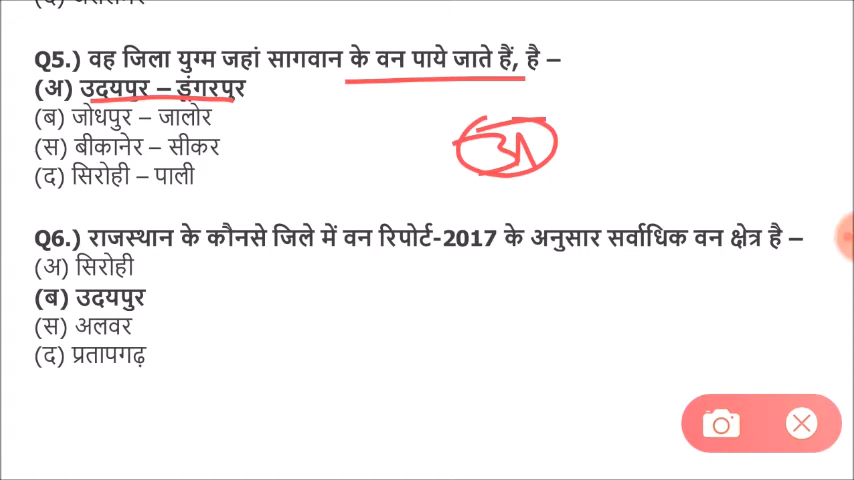 Q5.) वह जिला युग्म जहां सागवान के वन पाये जाते हैं, है –
(अ) उदयपुर – डूंगरपुर
(ब) जोधपुर – जालोर
(स) बीकानेर – सीकर
(द) सिरोही – पाली
अ
Q6.) राजस्थान के कौनसे जिले में वन रिपोर्ट-2017 के अनुसार सर्वाधिक वन क्षेत्र है –
(अ) सिरोही
(ब) उदयपुर
(स) अलवर
(द) प्रतापगढ़